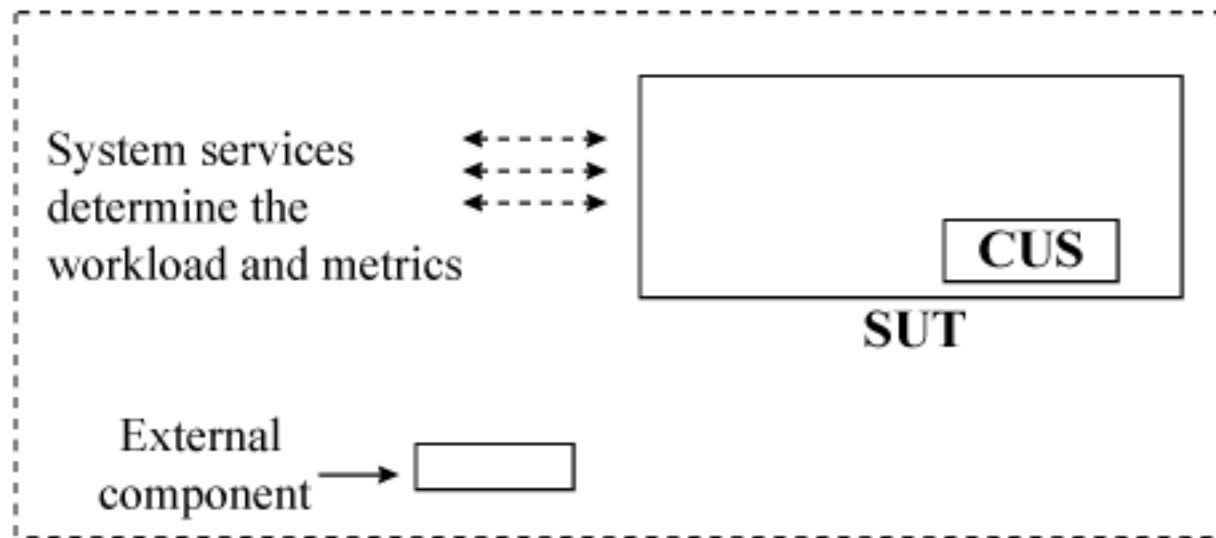 System services
determine the
workload and metrics
CUS
SUT
External
component